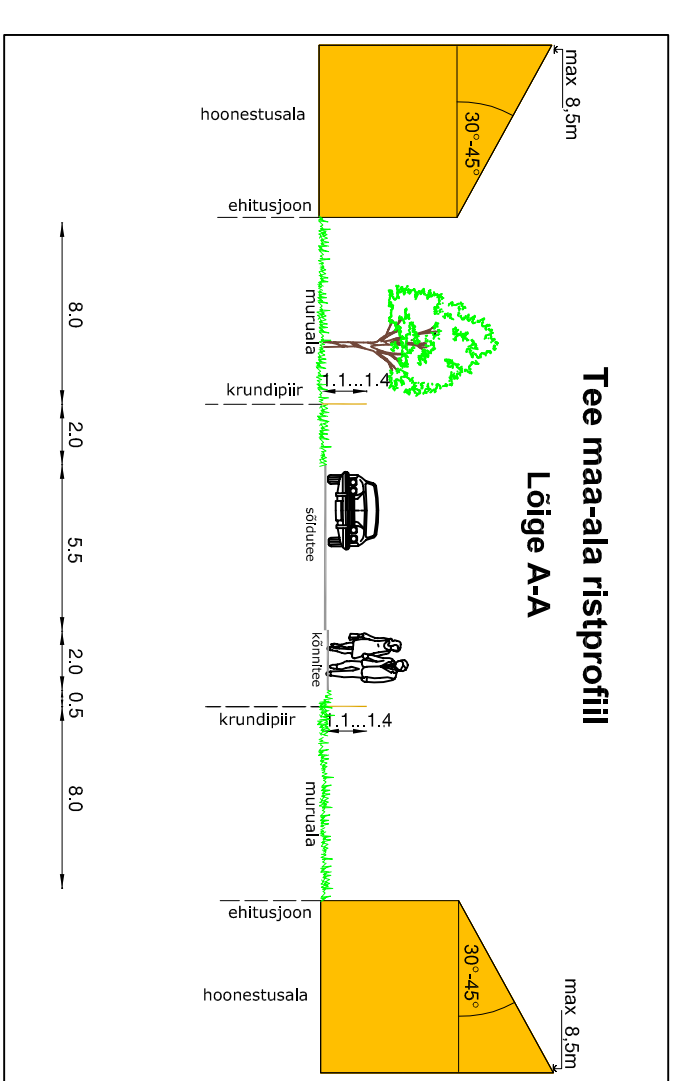 Tee maa-ala ristprofiil
Lõige A-A
max 8,5m
30°-45°
hoonestusala
ehitusjoon
muruala
krundipiir
1.1...1.4
sõidutee
kõnnitee
krundipiir
1.1...1.4
muruala
ehitusjoon
hoonestusala
30°-45°
max 8,5m
8.0
2.0
5.5
2.0
0.5
8.0